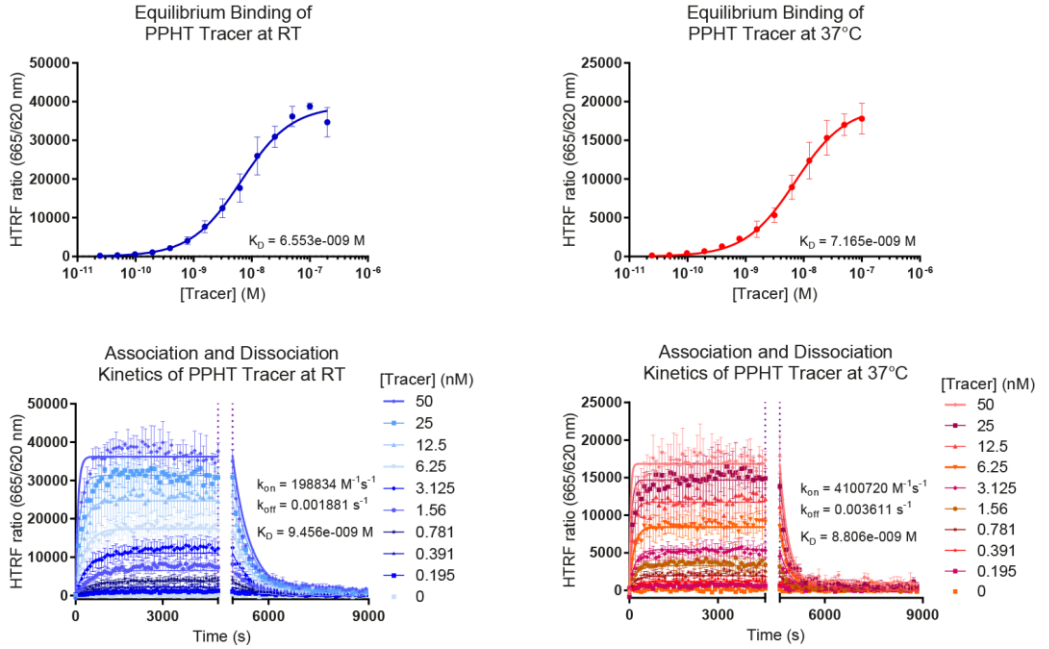 Equilibrium Binding of
PPHT Tracer at RT
HTRF ratio (665/620 nm)
50000
40000
30000
20000
10000
0
K_D = 6.553e-009 M
10⁻¹¹ 10⁻¹⁰ 10⁻⁹ 10⁻⁸ 10⁻⁷ 10⁻⁶
[Tracer] (M)
Equilibrium Binding of
PPHT Tracer at 37°C
HTRF ratio (665/620 nm)
25000
20000
15000
10000
5000
0
K_D = 7.165e-009 M
10⁻¹¹ 10⁻¹⁰ 10⁻⁹ 10⁻⁸ 10⁻⁷ 10⁻⁶
[Tracer] (M)
Association and Dissociation
Kinetics of PPHT Tracer at RT
HTRF ratio (665/620 nm)
50000
40000
30000
20000
10000
0
k_on = 198834 M⁻¹s⁻¹
k_off = 0.001881 s⁻¹
K_D = 9.456e-009 M
0 3000 6000 9000
Time (s)
[Tracer] (nM)
50
25
12.5
6.25
3.125
1.56
0.781
0.391
0.195
0
Association and Dissociation
Kinetics of PPHT Tracer at 37°C
HTRF ratio (665/620 nm)
25000
20000
15000
10000
5000
0
k_on = 4100720 M⁻¹s⁻¹
k_off = 0.003611 s⁻¹
K_D = 8.806e-009 M
0 3000 6000 9000
Time (s)
[Tracer] (nM)
50
25
12.5
6.25
3.125
1.56
0.781
0.391
0.195
0